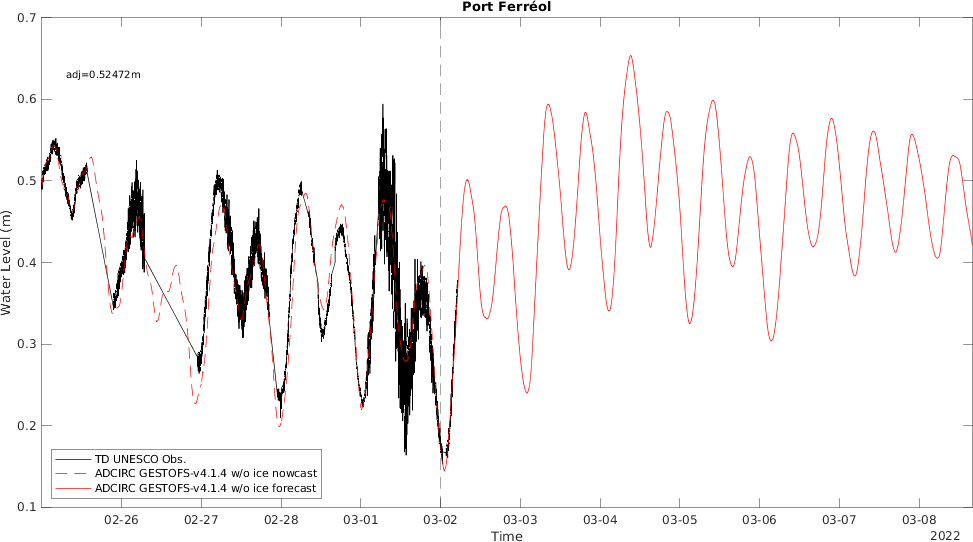 Port Ferréol
0.7
0.6
0.5
0.4
0.3
0.2
0.1
Water Level (m)
adj=0.52472m
TD UNESCO Obs.
ADCIRC GESTOFS-v4.1.4 w/o ice nowcast
ADCIRC GESTOFS-v4.1.4 w/o ice forecast
02-26 02-27 02-28 03-01 03-02 03-03 03-04 03-05 03-06 03-07 03-08
Time
2022